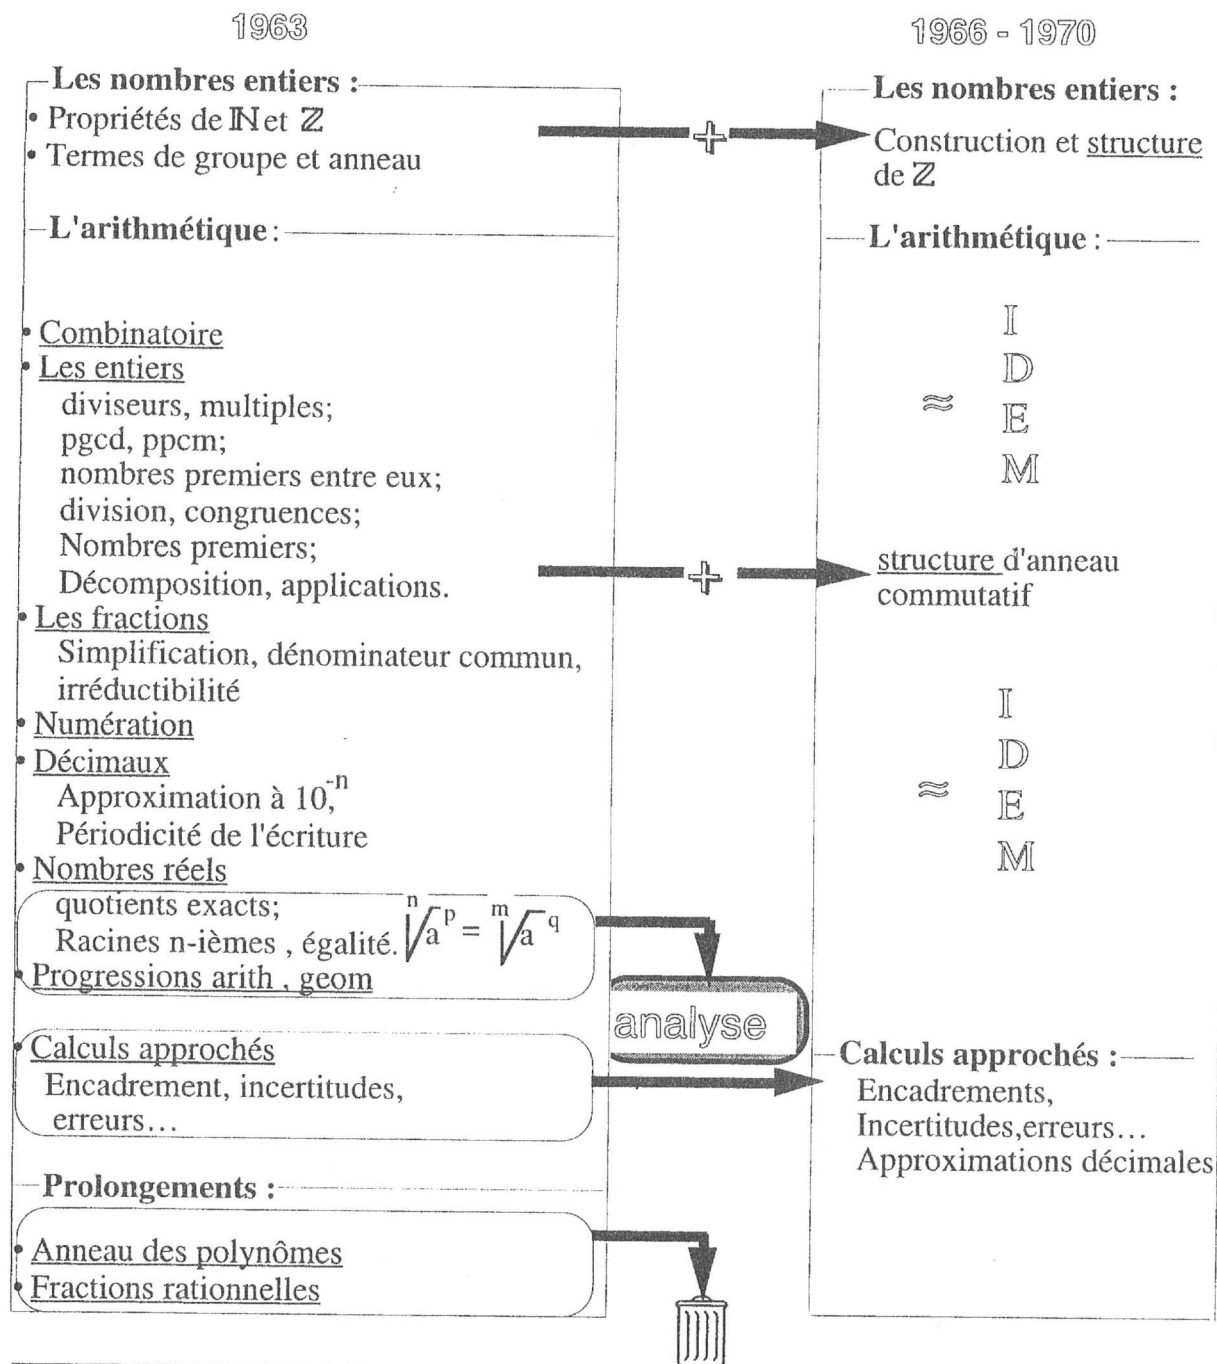 1963
Les nombres entiers :
• Propriétés de ℕ et ℤ
• Termes de groupe et anneau
L'arithmétique :
• Combinatoire
• Les entiers
diviseurs, multiples;
pgcd, ppcm;
nombres premiers entre eux;
division, congruences;
Nombres premiers;
Décomposition, applications.
• Les fractions
Simplification, dénominateur commun,
irréductibilité
• Numération
• Décimaux
Approximation à 10⁻ⁿ,
Périodicité de l'écriture
• Nombres réels
quotients exacts;
Racines n-ièmes , égalité. ⁿ√a ᵖ = ᵐ√a ᑫ
• Progressions arith , geom
• Calculs approchés
Encadrement, incertitudes,
erreurs…
Prolongements :
• Anneau des polynômes
• Fractions rationnelles
+
+
analyse
1966 - 1970
Les nombres entiers :
Construction et structure
de ℤ
L'arithmétique :
≈
I
D
E
M
structure d'anneau
commutatif
≈
I
D
E
M
Calculs approchés :
Encadrements,
Incertitudes,erreurs…
Approximations décimales